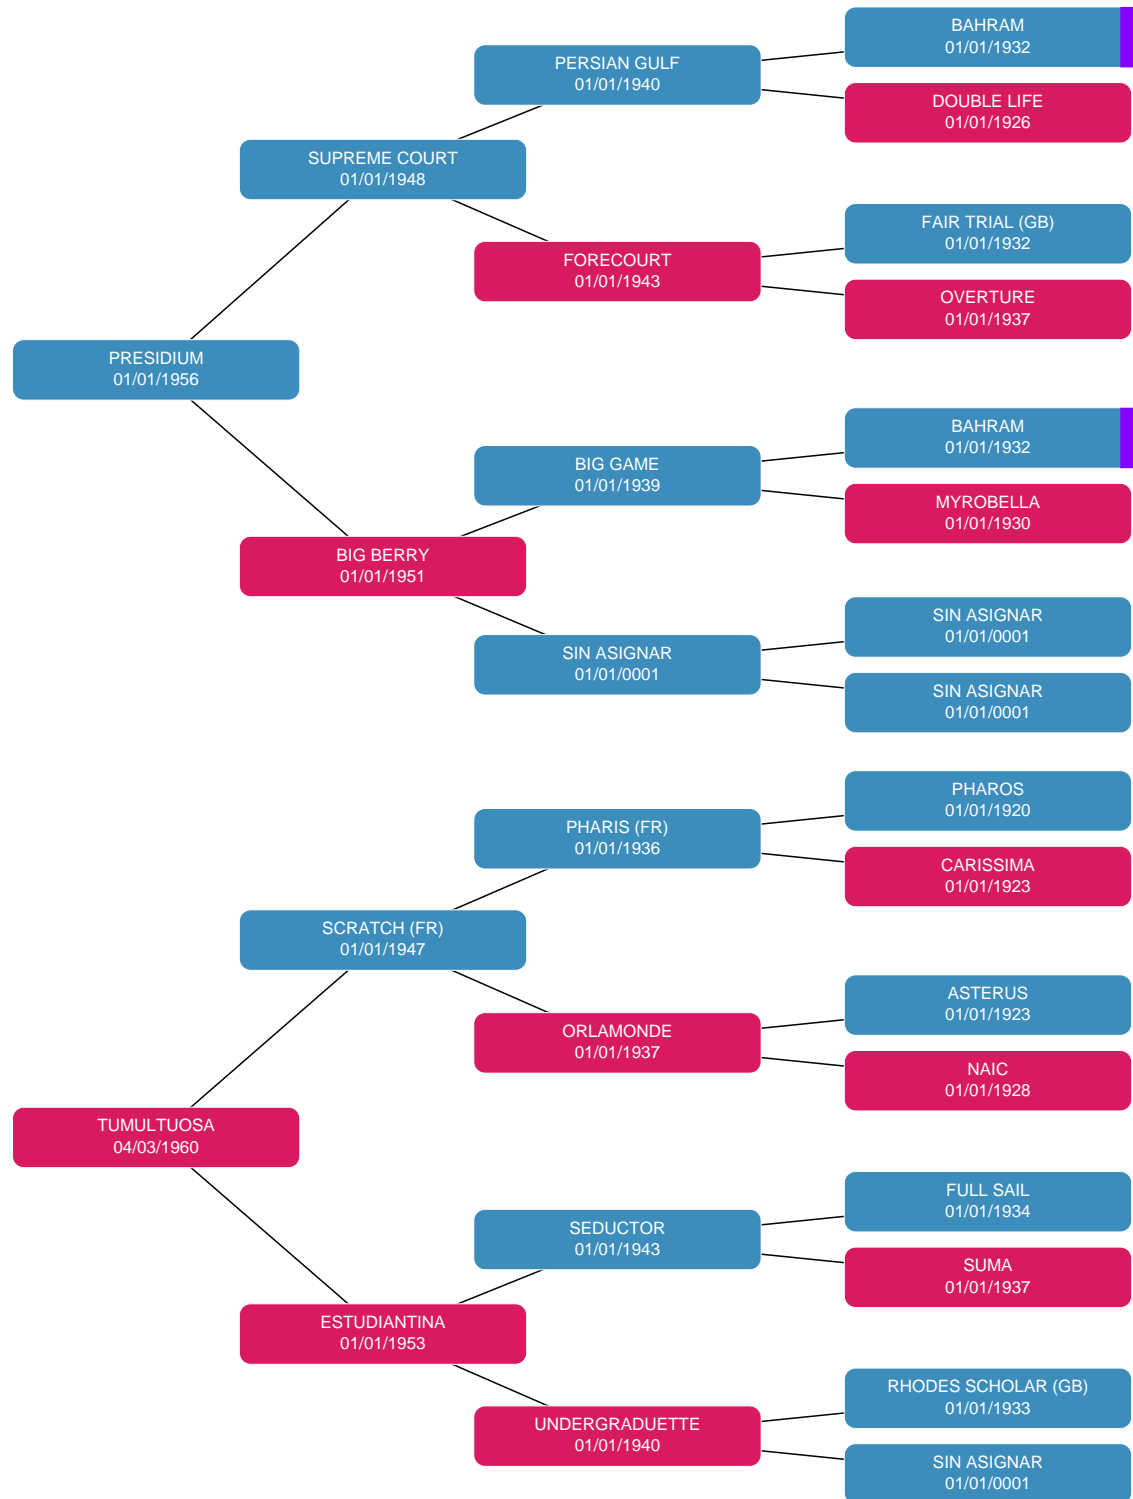 BAHRAM
01/01/1932
PERSIAN GULF
01/01/1940
DOUBLE LIFE
01/01/1926
SUPREME COURT
01/01/1948
FAIR TRIAL (GB)
01/01/1932
FORECOURT
01/01/1943
OVERTURE
01/01/1937
PRESIDIUM
01/01/1956
BAHRAM
01/01/1932
BIG GAME
01/01/1939
MYROBELLA
01/01/1930
BIG BERRY
01/01/1951
SIN ASIGNAR
01/01/0001
SIN ASIGNAR
01/01/0001
SIN ASIGNAR
01/01/0001
PHAROS
01/01/1920
PHARIS (FR)
01/01/1936
CARISSIMA
01/01/1923
SCRATCH (FR)
01/01/1947
ASTERUS
01/01/1923
ORLAMONDE
01/01/1937
NAIC
01/01/1928
TUMULTUOSA
04/03/1960
FULL SAIL
01/01/1934
SEDUCTOR
01/01/1943
SUMA
01/01/1937
ESTUDIANTINA
01/01/1953
RHODES SCHOLAR (GB)
01/01/1933
UNDERGRADUETTE
01/01/1940
SIN ASIGNAR
01/01/0001